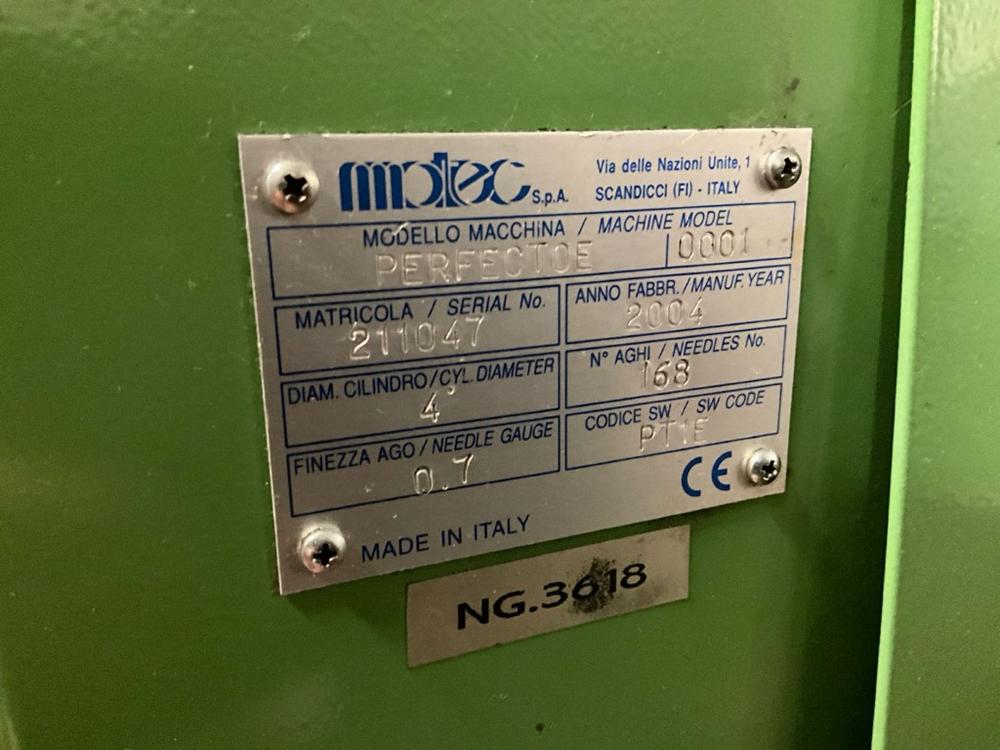 matec S.p.A.
Via delle Nazioni Unite, 1
SCANDICCI (FI) - ITALY
MODELLO MACCHiNA / MACHINE MODEL
PERFECTOE 0001
MATRICOLA / SERIAL No.
211047
ANNO FABBR./MANUF. YEAR
2004
DIAM. CILINDRO/CYL. DIAMETER
4"
N° AGHI / NEEDLES No.
168
FINEZZA AGO / NEEDLE GAUGE
0.7
CODICE SW / SW CODE
PT1E
CE
MADE IN ITALY
NG.3618